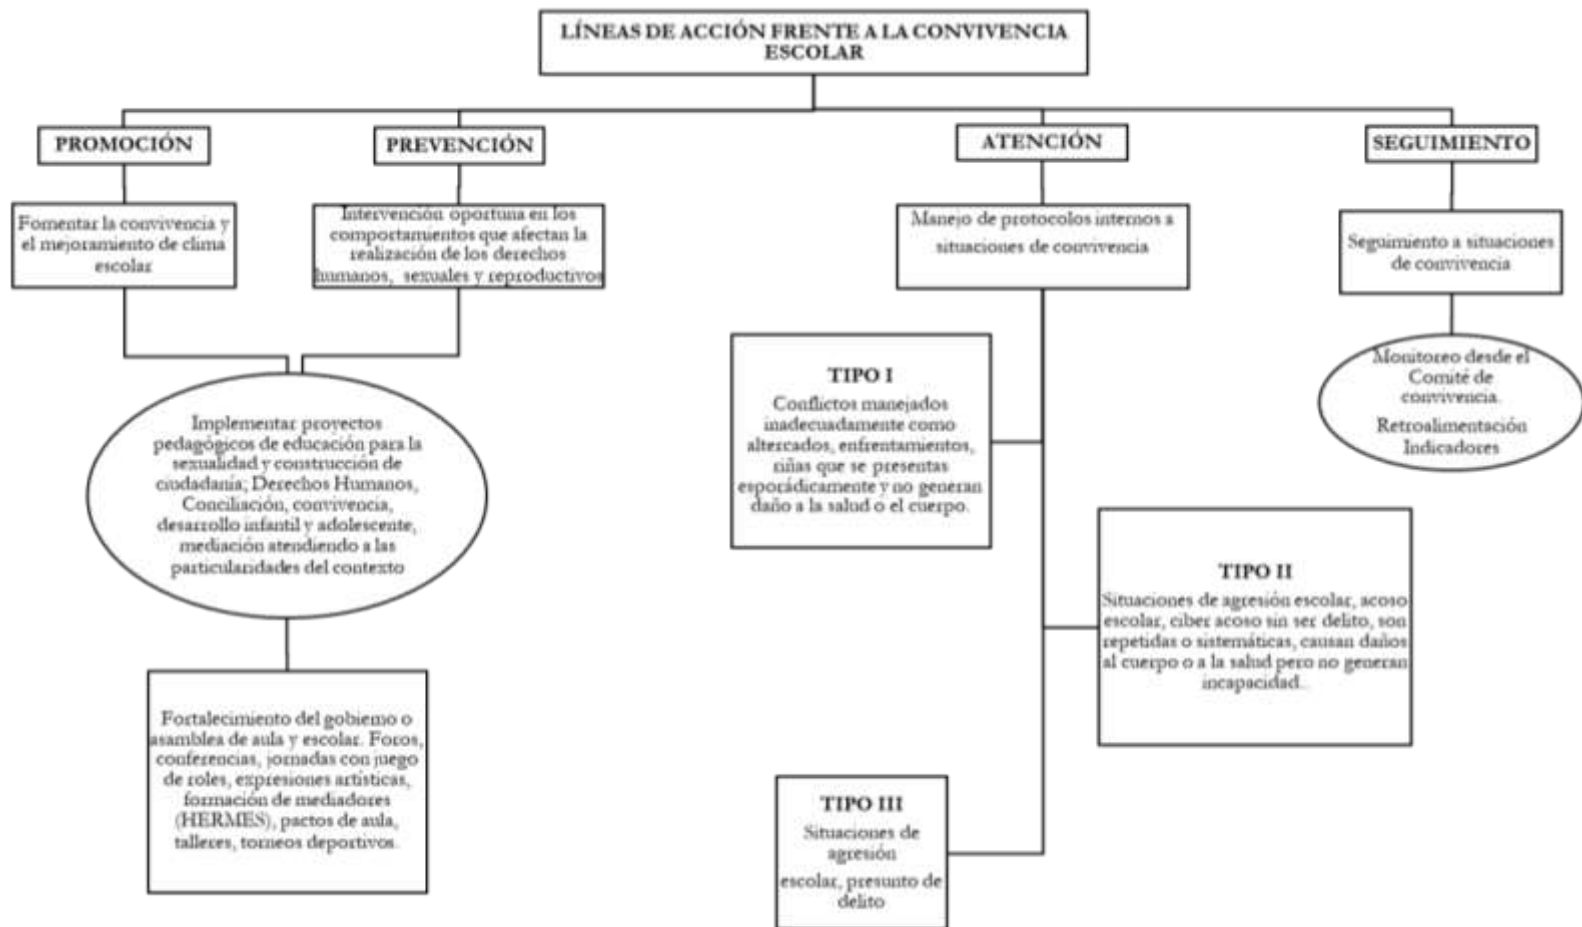 LÍNEAS DE ACCIÓN FRENTE A LA CONVIVENCIA
ESCOLAR
PROMOCIÓN
PREVENCIÓN
ATENCIÓN
SEGUIMIENTO
Fomentar la convivencia y
el mejoramiento de clima
escolar
Intervención oportuna en los
comportamientos que afectan la
realización de los derechos
humanos, sexuales y reproductivos
Manejo de protocolos internos a
situaciones de convivencia
Seguimiento a situaciones
de convivencia
Implementar proyectos
pedagógicos de educación para la
sexualidad y construcción de
ciudadanía; Derechos Humanos,
Conciliación, convivencia,
desarrollo infantil y adolescente,
mediación atendiendo a las
particularidades del contexto
Fortalecimiento del gobierno o
asamblea de aula y escolar. Foros,
conferencias, jornadas con juego
de roles, expresiones artísticas,
formación de mediadores
(HERMES), pactos de aula,
talleres, torneos deportivos.
TIPO I
Conflictos manejados
inadecuadamente como
altercados, enfrentamientos,
riñas que se presentas
esporádicamente y no generan
daño a la salud o el cuerpo.
TIPO II
Situaciones de agresión escolar, acoso
escolar, ciber acoso sin ser delito, son
repetidas o sistemáticas, causan daños
al cuerpo o a la salud pero no generan
incapacidad..
TIPO III
Situaciones de
agresión
escolar, presunto de
delito
Monitoreo desde el
Comité de
convivencia.
Retroalimentación
Indicadores